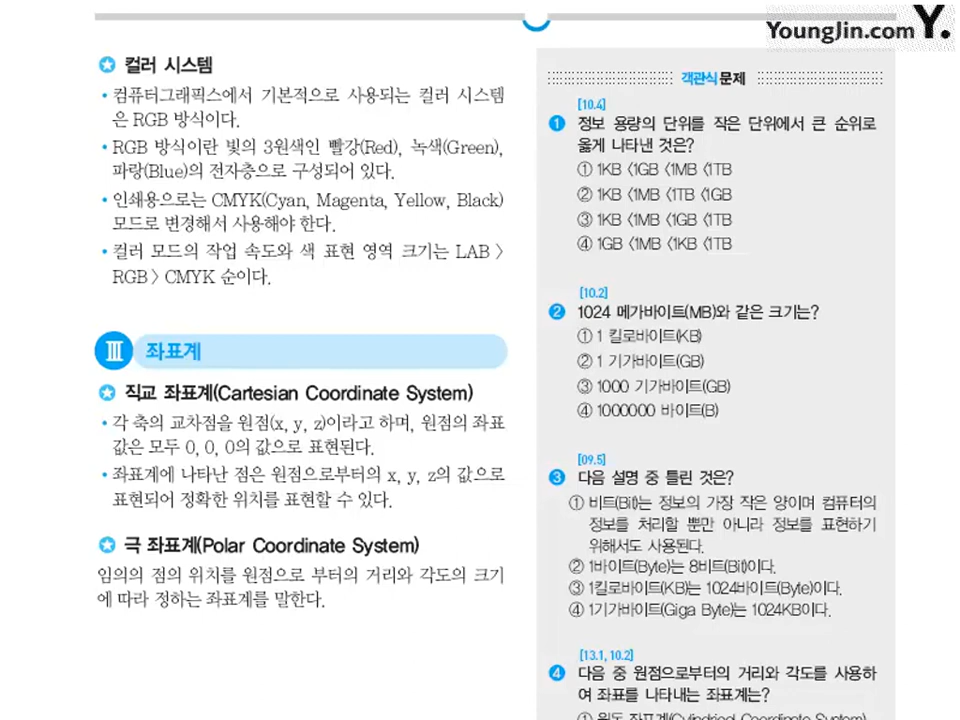 YoungJin.com Y.
컬러 시스템
• 컴퓨터그래픽스에서 기본적으로 사용되는 컬러 시스템
은 RGB 방식이다.
• RGB 방식이란 빛의 3원색인 빨강(Red), 녹색(Green),
파랑(Blue)의 전자층으로 구성되어 있다.
• 인쇄용으로는 CMYK(Cyan, Magenta, Yellow, Black)
모드로 변경해서 사용해야 한다.
• 컬러 모드의 작업 속도와 색 표현 영역 크기는 LAB 〉
RGB 〉 CMYK 순이다.
Ⅲ 좌표계
직교 좌표계(Cartesian Coordinate System)
• 각 축의 교차점을 원점(x, y, z)이라고 하며, 원점의 좌표
값은 모두 0, 0, 0의 값으로 표현된다.
• 좌표계에 나타난 점은 원점으로부터의 x, y, z의 값으로
표현되어 정확한 위치를 표현할 수 있다.
극 좌표계(Polar Coordinate System)
임의의 점의 위치를 원점으로 부터의 거리와 각도의 크기
에 따라 정하는 좌표계를 말한다.
객관식 문제
[10.4]
1 정보 용량의 단위를 작은 단위에서 큰 순위로
옳게 나타낸 것은?
① 1KB 〈1GB 〈1MB 〈1TB
② 1KB 〈1MB 〈1TB 〈1GB
③ 1KB 〈1MB 〈1GB 〈1TB
④ 1GB 〈1MB 〈1KB 〈1TB
[10.2]
2 1024 메가바이트(MB)와 같은 크기는?
① 1 킬로바이트(KB)
② 1 기가바이트(GB)
③ 1000 기가바이트(GB)
④ 1000000 바이트(B)
[09.5]
3 다음 설명 중 틀린 것은?
① 비트(Bit)는 정보의 가장 작은 양이며 컴퓨터의
정보를 처리할 뿐만 아니라 정보를 표현하기
위해서도 사용된다.
② 1바이트(Byte)는 8비트(Bit)이다.
③ 1킬로바이트(KB)는 1024바이트(Byte)이다.
④ 1기가바이트(Giga Byte)는 1024KB이다.
[13.1, 10.2]
4 다음 중 원점으로부터의 거리와 각도를 사용하
여 좌표를 나타내는 좌표계는?
① 원통 좌표계(Cylindrical Coordinate System)